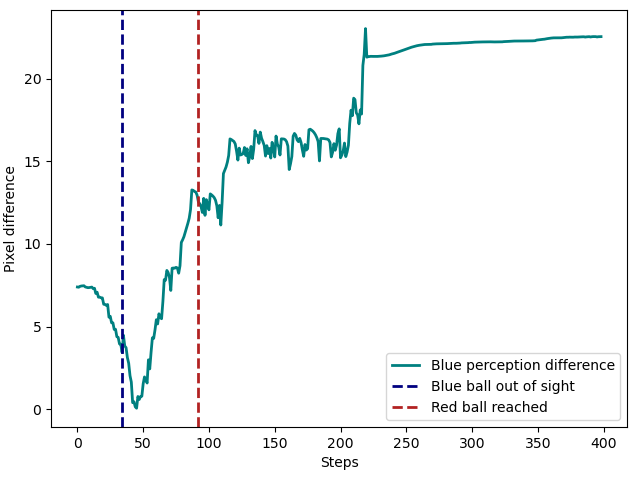 20
15
10
5
0
Pixel difference
0 50 100 150 200 250 300 350 400
Steps
Blue perception difference
Blue ball out of sight
Red ball reached